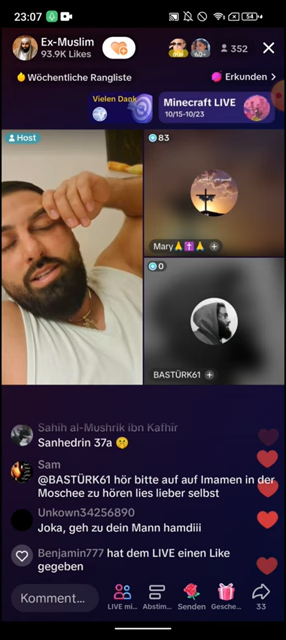 23:07
54
Ex-Muslim
93.9K Likes
352
Wöchentliche Rangliste
Erkunden >
Vielen Dank
Minecraft LIVE
10/15-10/23
Host
83
Mary🙏✝️🙏 +
0
BASTÜRK61 +
Sahih al-Mushrik ibn Kafhir
Sanhedrin 37a 🤫
Sam
@BASTÜRK61 hör bitte auf auf Imamen in der
Moschee zu hören lies lieber selbst
Unkown34256890
Joka, geh zu dein Mann hamdiii
Benjamin777 hat dem LIVE einen Like
gegeben
Komment...
LIVE mi...
Abstim...
Senden
Gesche...
33